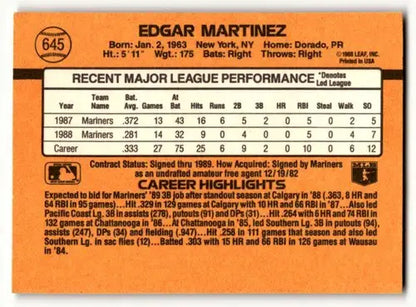 645
EDGAR MARTINEZ
Born: Jan. 2, 1963 New York, NY Home: Dorado, PR
Ht.: 5'11" Wgt.: 175 Bats: Right Throws: Right
©1988 LEAF, INC.
Printed in USA
RECENT MAJOR LEAGUE PERFORMANCE *Denotes Led League
Year Team Name Bat. Avg. Games At Bat Hits Runs 2B 3B HR RBI Steal Walk SO
1987 Mariners .372 13 43 16 6 5 2 0 5 0 2 5
1988 Mariners .281 14 32 9 0 4 0 0 5 0 4 7
Career .333 27 75 25 6 9 2 0 10 0 6 12
Contract Status: Signed thru 1989. How Acquired: Signed by Mariners
as an undrafted amateur free agent 12/19/82
CAREER HIGHLIGHTS
Expected to bid for Mariners' '89 3B job after standout season at Calgary in '88 (.363, 8 HR and
64 RBI in 95 games)...Hit .329 in 129 games at Calgary with 10 HR and 66 RBI in '87...Also led
Pacific Coast Lg. 3B in assists (278), putouts (91) and DPs (31)...Hit .264 with 6 HR and 74 RBI in
132 games at Chattanooga in '86...At Chattanooga in '85, led Southern Lg. 3B in putouts (94),
assists (247), DPs (34) and fielding (.947)...Hit .258 in 111 games that season and also led
Southern Lg. in sac flies (12)...Batted .303 with 15 HR and 66 RBI in 126 games at Wausau
in '84.